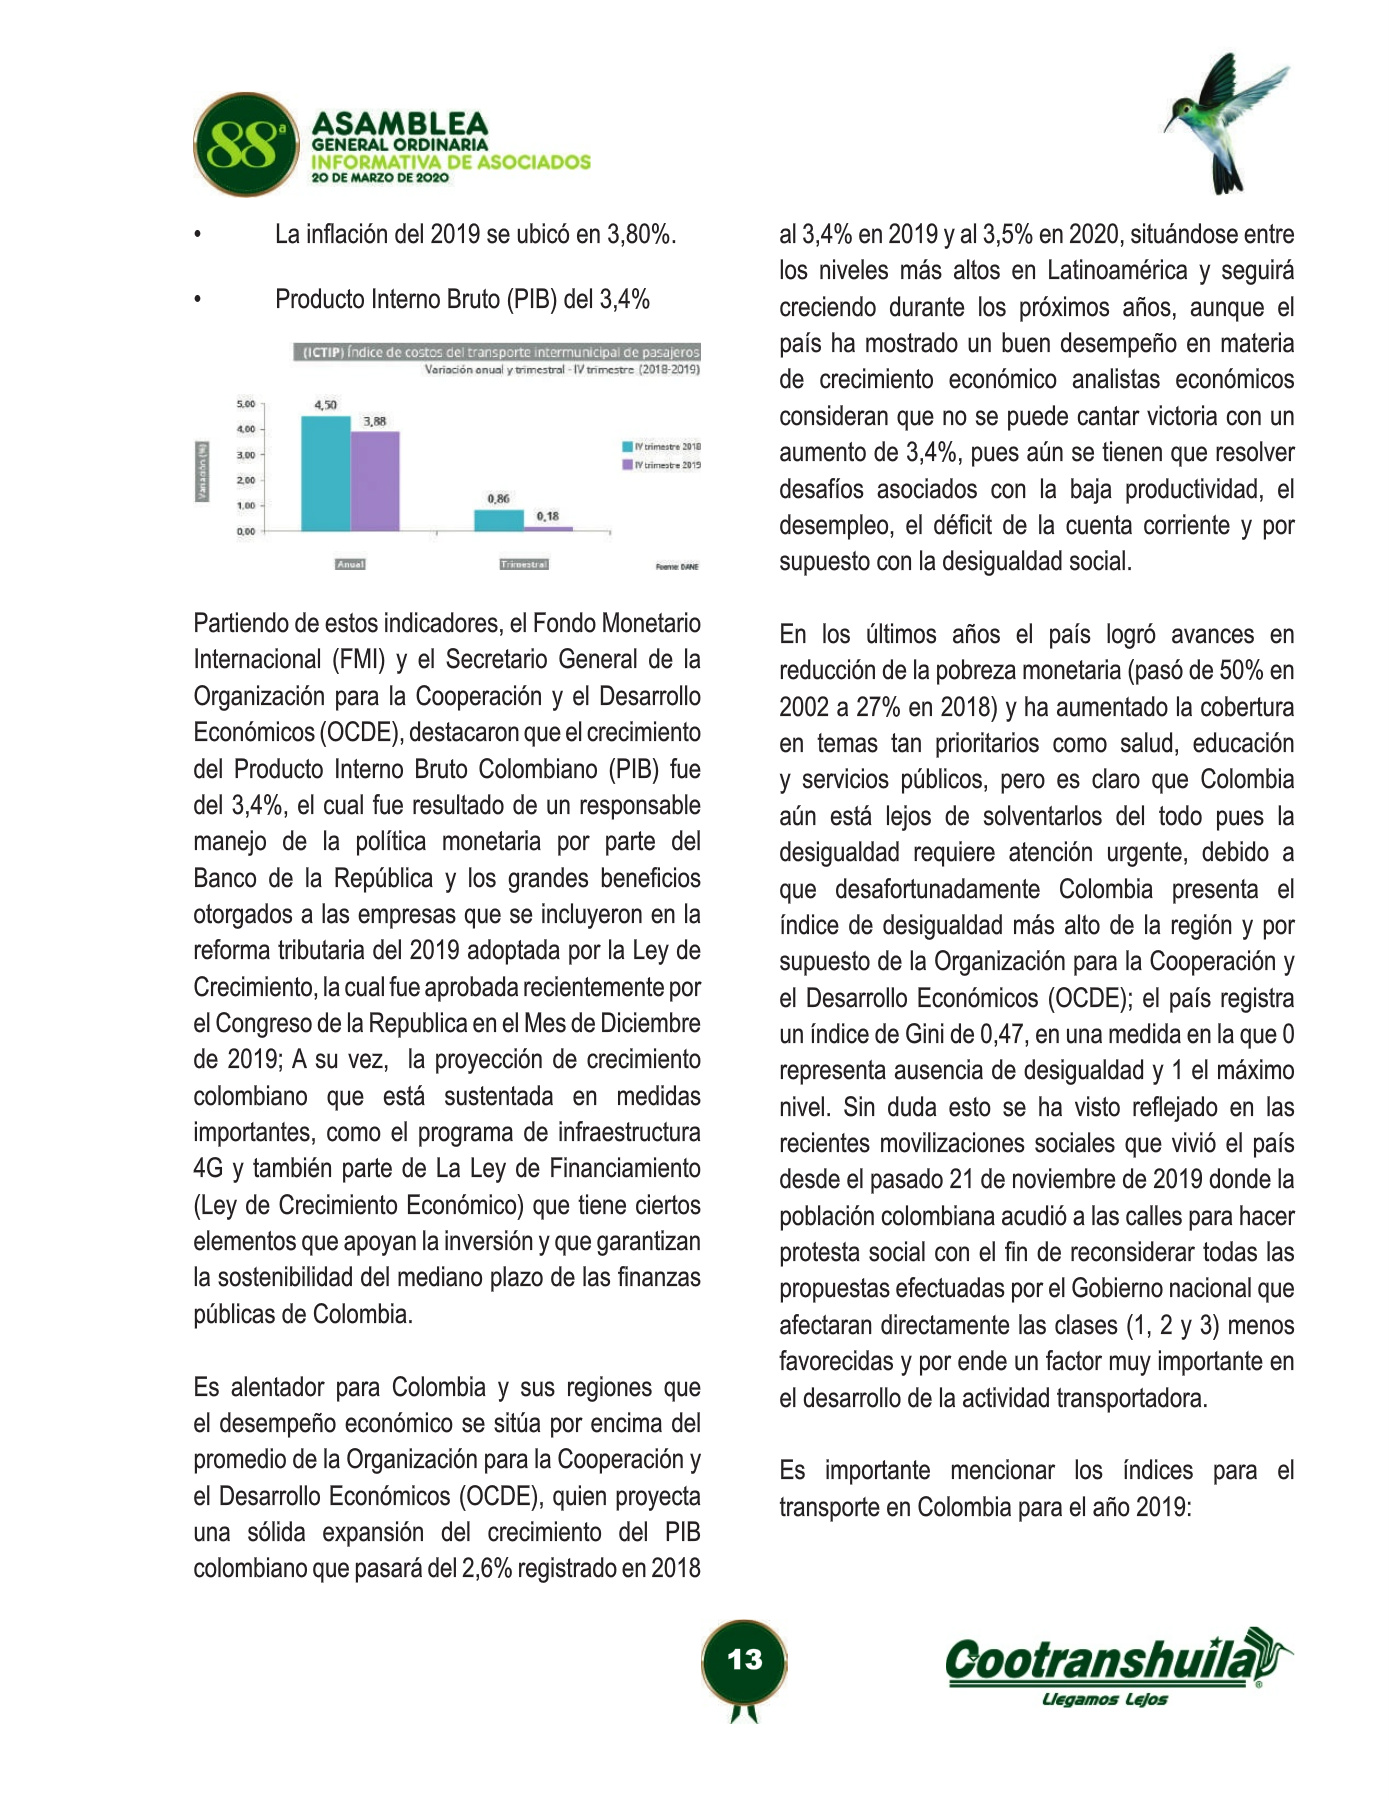 88ª
ASAMBLEA
GENERAL ORDINARIA
INFORMATIVA DE ASOCIADOS
20 DE MARZO DE 2020
• La inflación del 2019 se ubicó en 3,80%.
• Producto Interno Bruto (PIB) del 3,4%
(ICTIP) Índice de costos del transporte intermunicipal de pasajeros
Variación anual y trimestral - IV trimestre (2018-2019)
Variación (%)
5,00
4,00
3,00
2,00
1,00
0,00
4,50
3,88
0,86
0,18
IV trimestre 2018
IV trimestre 2019
Anual
Trimestral
Fuente: DANE
Partiendo de estos indicadores, el Fondo Monetario
Internacional (FMI) y el Secretario General de la
Organización para la Cooperación y el Desarrollo
Económicos (OCDE), destacaron que el crecimiento
del Producto Interno Bruto Colombiano (PIB) fue
del 3,4%, el cual fue resultado de un responsable
manejo de la política monetaria por parte del
Banco de la República y los grandes beneficios
otorgados a las empresas que se incluyeron en la
reforma tributaria del 2019 adoptada por la Ley de
Crecimiento, la cual fue aprobada recientemente por
el Congreso de la Republica en el Mes de Diciembre
de 2019; A su vez, la proyección de crecimiento
colombiano que está sustentada en medidas
importantes, como el programa de infraestructura
4G y también parte de La Ley de Financiamiento
(Ley de Crecimiento Económico) que tiene ciertos
elementos que apoyan la inversión y que garantizan
la sostenibilidad del mediano plazo de las finanzas
públicas de Colombia.
Es alentador para Colombia y sus regiones que
el desempeño económico se sitúa por encima del
promedio de la Organización para la Cooperación y
el Desarrollo Económicos (OCDE), quien proyecta
una sólida expansión del crecimiento del PIB
colombiano que pasará del 2,6% registrado en 2018
al 3,4% en 2019 y al 3,5% en 2020, situándose entre
los niveles más altos en Latinoamérica y seguirá
creciendo durante los próximos años, aunque el
país ha mostrado un buen desempeño en materia
de crecimiento económico analistas económicos
consideran que no se puede cantar victoria con un
aumento de 3,4%, pues aún se tienen que resolver
desafíos asociados con la baja productividad, el
desempleo, el déficit de la cuenta corriente y por
supuesto con la desigualdad social.
En los últimos años el país logró avances en
reducción de la pobreza monetaria (pasó de 50% en
2002 a 27% en 2018) y ha aumentado la cobertura
en temas tan prioritarios como salud, educación
y servicios públicos, pero es claro que Colombia
aún está lejos de solventarlos del todo pues la
desigualdad requiere atención urgente, debido a
que desafortunadamente Colombia presenta el
índice de desigualdad más alto de la región y por
supuesto de la Organización para la Cooperación y
el Desarrollo Económicos (OCDE); el país registra
un índice de Gini de 0,47, en una medida en la que 0
representa ausencia de desigualdad y 1 el máximo
nivel. Sin duda esto se ha visto reflejado en las
recientes movilizaciones sociales que vivió el país
desde el pasado 21 de noviembre de 2019 donde la
población colombiana acudió a las calles para hacer
protesta social con el fin de reconsiderar todas las
propuestas efectuadas por el Gobierno nacional que
afectaran directamente las clases (1, 2 y 3) menos
favorecidas y por ende un factor muy importante en
el desarrollo de la actividad transportadora.
Es importante mencionar los índices para el
transporte en Colombia para el año 2019:
13
Cootranshuila
®
Llegamos Lejos